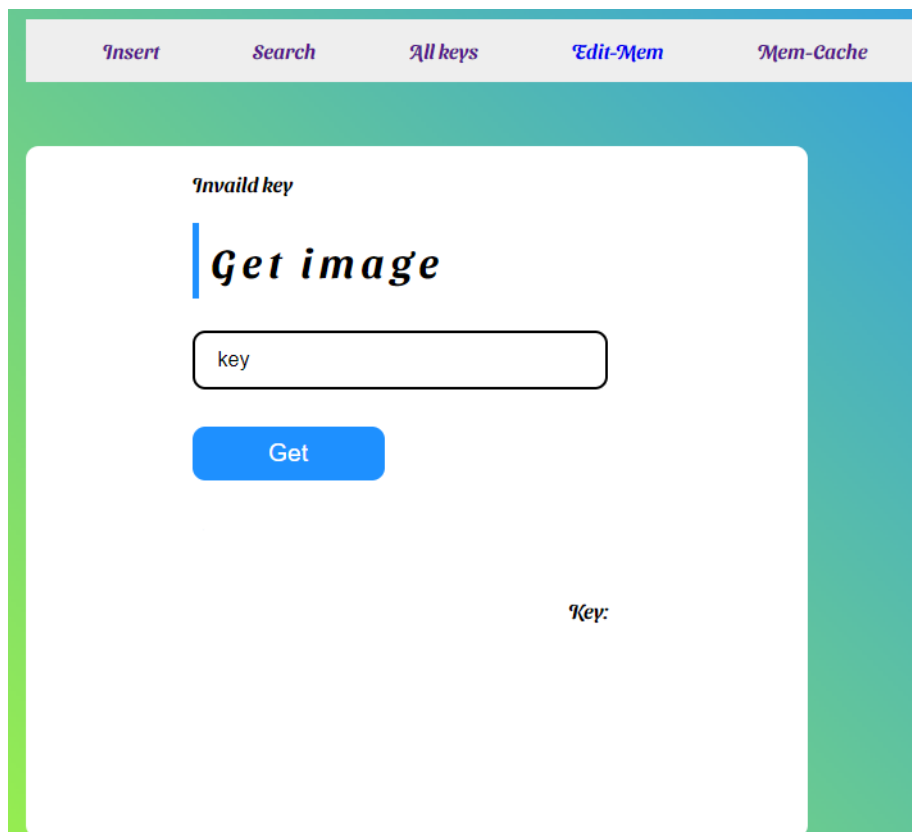 Insert Search All keys Edit-Mem Mem-Cache
Invaild key
Get image
key
Get
Key: